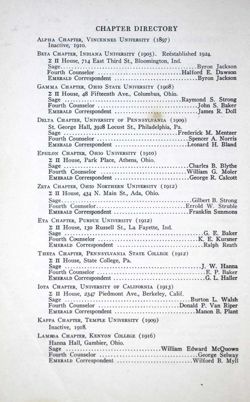 CHAPTER DIRECTORY
ALPHA CHAPTER, VINCENNES UNIVERSITY (1897)
Inactive, 1910.
BETA CHAPTER, INDIANA UNIVERSITY (1905). Reëstablished 1924.
Σ Π House, 714 East Third St., Bloomington, Ind.
Sage......Byron Jackson
Fourth Counselor......Halford E. Dawson
EMERALD Correspondent......Byron Jackson
GAMMA CHAPTER, OHIO STATE UNIVERSITY (1908)
Σ Π House, 48 Fifteenth Ave., Columbus, Ohio.
Sage......Raymond S. Strong
Fourth Counselor......John S. Baker
EMERALD Correspondent......James R. Doll
DELTA CHAPTER, UNIVERSITY OF PENNSYLVANIA (1909)
St. George Hall, 3928 Locust St., Philadelphia, Pa.
Sage......Frederick M. Mentzer
Fourth Counselor......Spencer A. Norris
EMERALD Correspondent......Leonard H. Bland
EPSILON CHAPTER, OHIO UNIVERSITY (1910)
Σ Π House, Park Place, Athens, Ohio.
Sage......Charles B. Blythe
Fourth Counselor......William G. Moler
EMERALD Correspondent......George R. Calcott
ZETA CHAPTER, OHIO NORTHERN UNIVERSITY (1912)
Σ Π House, 434 N. Main St., Ada, Ohio.
Sage......Gilbert B. Strong
Fourth Counselor......Errold W. Struble
EMERALD Correspondent......Franklin Simmons
ETA CHAPTER, PURDUE UNIVERSITY (1912)
Σ Π House, 130 Russell St., La Fayette, Ind.
Sage......G. E. Baker
Fourth Counselor......K. E. Korsmer
EMERALD Correspondent......Ralph Reuth
THETA CHAPTER, PENNSYLVANIA STATE COLLEGE (1912)
Σ Π House, State College, Pa.
Sage......J. W. Hanna
Fourth Counselor......E. P. Baker
EMERALD Correspondent......G. L. Haller
IOTA CHAPTER, UNIVERSITY OF CALIFORNIA (1913)
Σ Π House, 2547 Piedmont Ave., Berkeley, Calif.
Sage......Burton L. Walsh
Fourth Counselor......Donald P. Van Riper
EMERALD Correspondent......Manon B. Plant
KAPPA CHAPTER, TEMPLE UNIVERSITY (1909)
Inactive, 1918.
LAMBDA CHAPTER, KENYON COLLEGE (1916)
Hanna Hall, Gambier, Ohio.
Sage......William Edward McQuown
Fourth Counselor......George Selway
EMERALD Correspondent......Wilford B. Myll